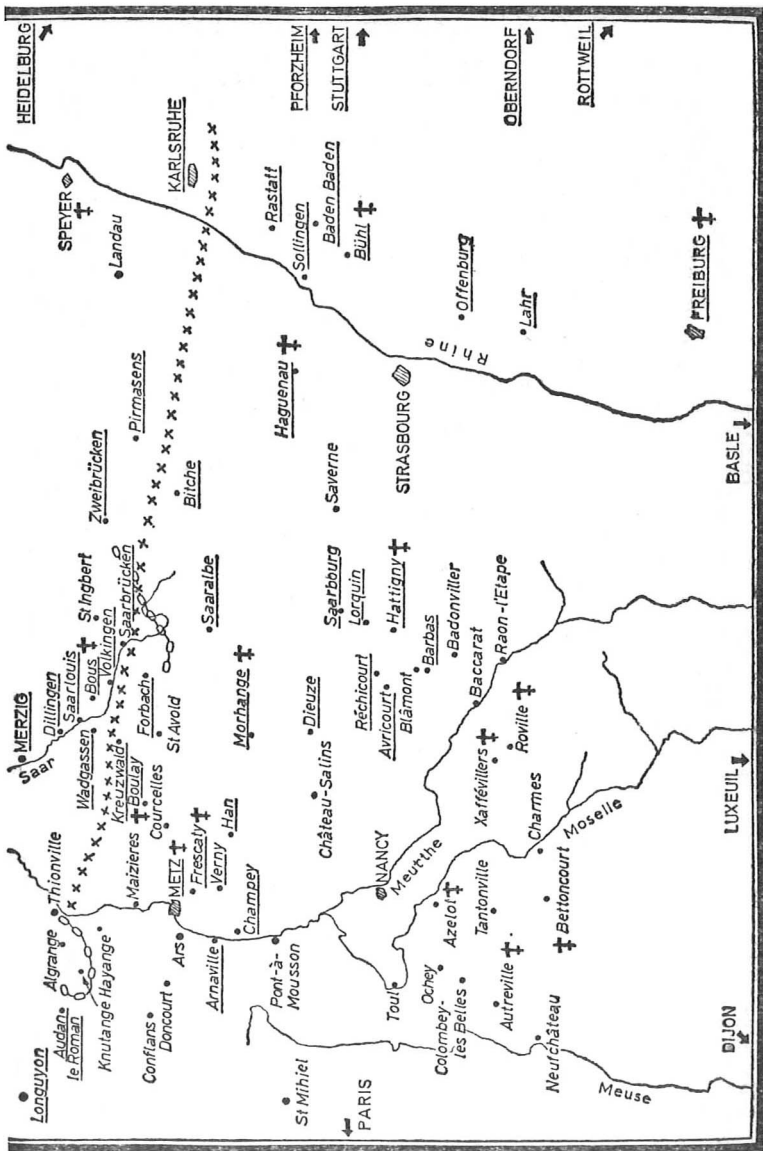 HEIDELBURG
SPEYER
Landau
KARLSRUHE
PFORZHEIM
STUTTGART
Rastatt
Sollingen
Baden Baden
Bühl
OBERNDORF
ROTTWEIL
Offenburg
Lahr
FREIBURG
Rhine
Pirmasens
Zweibrücken
Bitche
Haguenau
Saverne
STRASBOURG
BASLE
MERZIG
Saar
Dillingen
Saarlouis
Bous
St Ingbert
Volkingen
Saarbrücken
Wadgassen
Kreuzwald
Forbach
St Avold
Saaralbe
Boulay
Courcelles
Morhange
Saarbourg
Lorquin
Hattigny
Dieuze
Réchicourt
Avricourt
Blâmont
Barbas
Badonviller
Baccarat
Raon-l'Etape
Château-Salins
Xaffévillers
Roville
LUXEUIL
Thionville
Maizieres
METZ
Frescaty
Verny
Han
Champey
NANCY
Meurthe
Charmes
Moselle
Longuyon
Audan
le Roman
Algrange
Knutange Hayange
Conflans
Doncourt
Ars
Arnaville
Pont-à-
Mousson
St Mihiel
PARIS
Toul
Ochey
Colombey-
les Belles
Azelot
Tantonville
Autreville
Bettoncourt
Neufchâteau
Meuse
DIJON